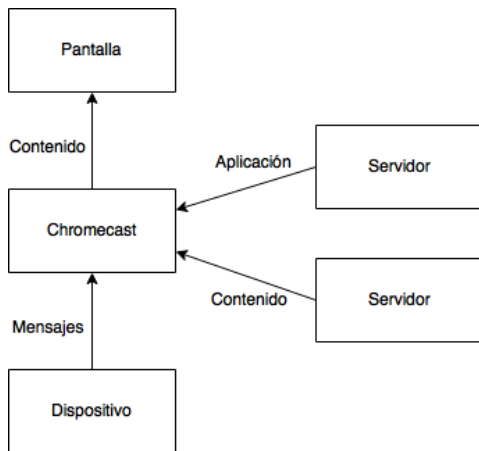 Pantalla
Contenido
Aplicación
Servidor
Chromecast
Contenido
Servidor
Mensajes
Dispositivo